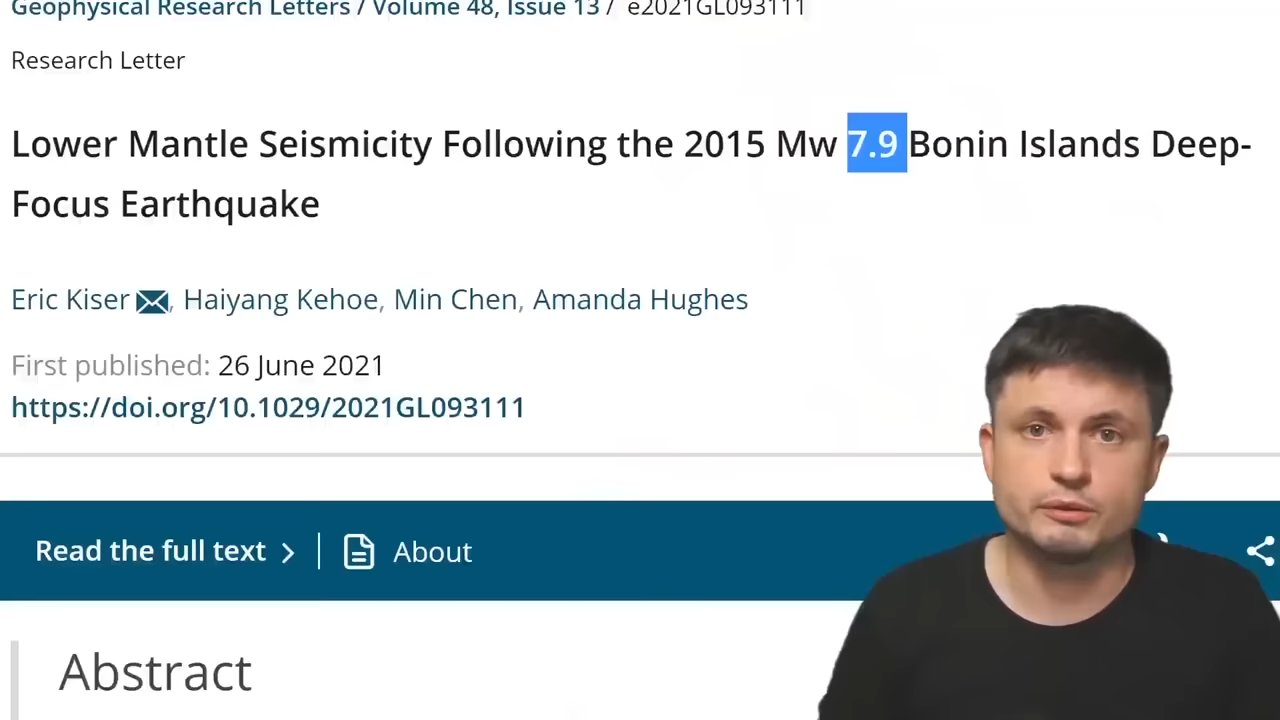 Geophysical Research Letters / Volume 48, Issue 13 / e2021GL093111
Research Letter
Lower Mantle Seismicity Following the 2015 Mw 7.9 Bonin Islands Deep-
Focus Earthquake
Eric Kiser, Haiyang Kehoe, Min Chen, Amanda Hughes
First published: 26 June 2021
https://doi.org/10.1029/2021GL093111
Read the full text > | About
Abstract